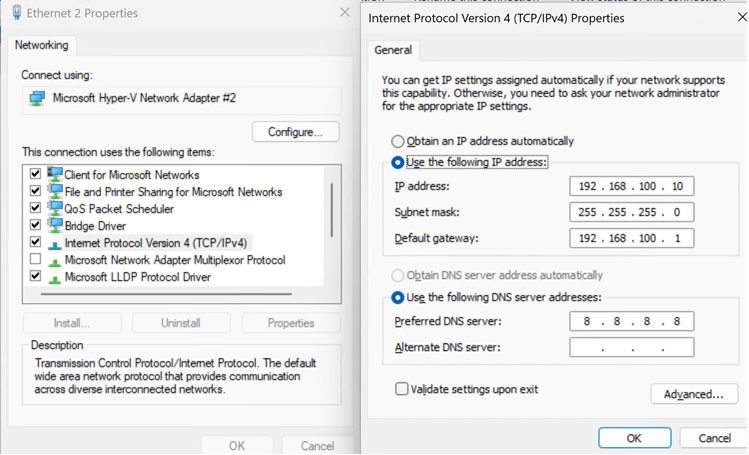 Ethernet 2 Properties
Networking
Connect using:
Microsoft Hyper-V Network Adapter #2
Configure...
This connection uses the following items:
Client for Microsoft Networks
File and Printer Sharing for Microsoft Networks
QoS Packet Scheduler
Bridge Driver
Internet Protocol Version 4 (TCP/IPv4)
Microsoft Network Adapter Multiplexor Protocol
Microsoft LLDP Protocol Driver
Install...
Uninstall
Properties
Description
Transmission Control Protocol/Internet Protocol. The default
wide area network protocol that provides communication
across diverse interconnected networks.
OK
Cancel
Internet Protocol Version 4 (TCP/IPv4) Properties
General
You can get IP settings assigned automatically if your network supports
this capability. Otherwise, you need to ask your network administrator
for the appropriate IP settings.
Obtain an IP address automatically
Use the following IP address:
IP address: 192 . 168 . 100 . 10
Subnet mask: 255 . 255 . 255 . 0
Default gateway: 192 . 168 . 100 . 1
Obtain DNS server address automatically
Use the following DNS server addresses:
Preferred DNS server: 8 . 8 . 8 . 8
Alternate DNS server: . . .
Validate settings upon exit
Advanced...
OK
Cancel